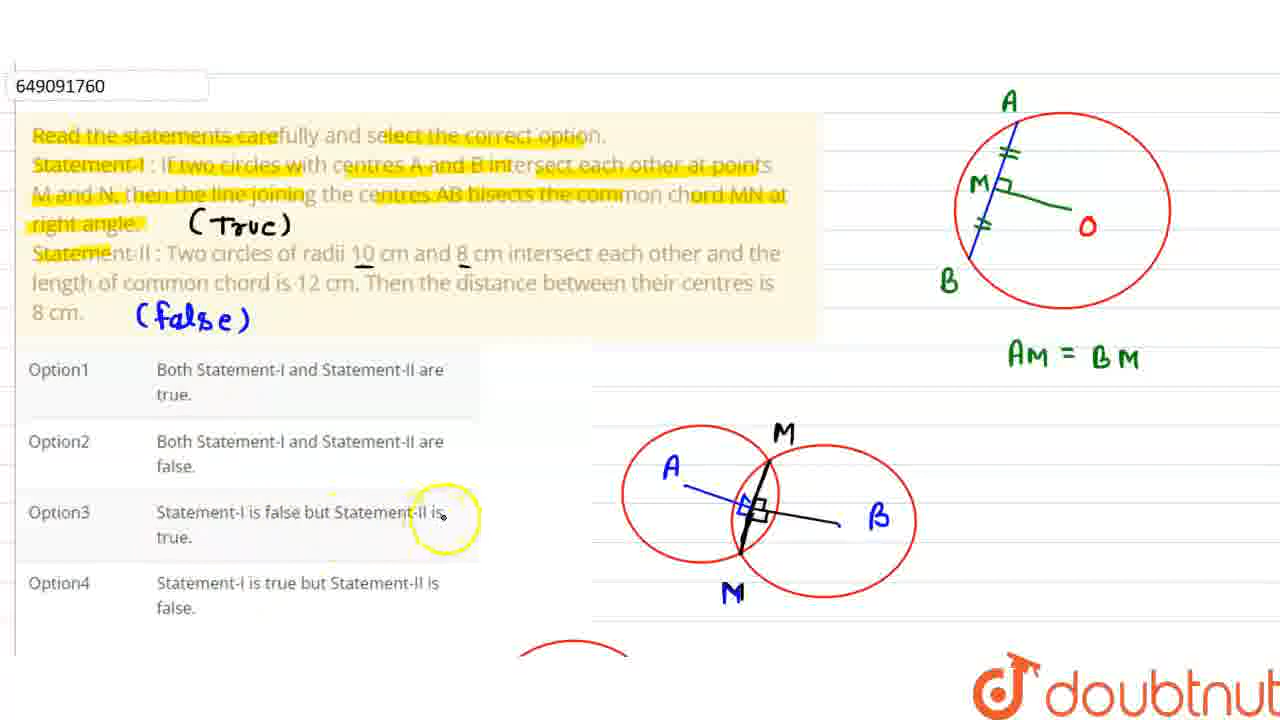 649091760
Read the statements carefully and select the correct option.
Statement-I : If two circles with centres A and B intersect each other at points
M and N, then the line joining the centres AB bisects the common chord MN at
right angle. (True)
Statement-II : Two circles of radii 10 cm and 8 cm intersect each other and the
length of common chord is 12 cm. Then the distance between their centres is
8 cm. (false)
Option1 Both Statement-I and Statement-II are
true.
Option2 Both Statement-I and Statement-II are
false.
Option3 Statement-I is false but Statement-II is
true.
Option4 Statement-I is true but Statement-II is
false.
A
M
O
B
AM = BM
M
A
B
M
doubtnut